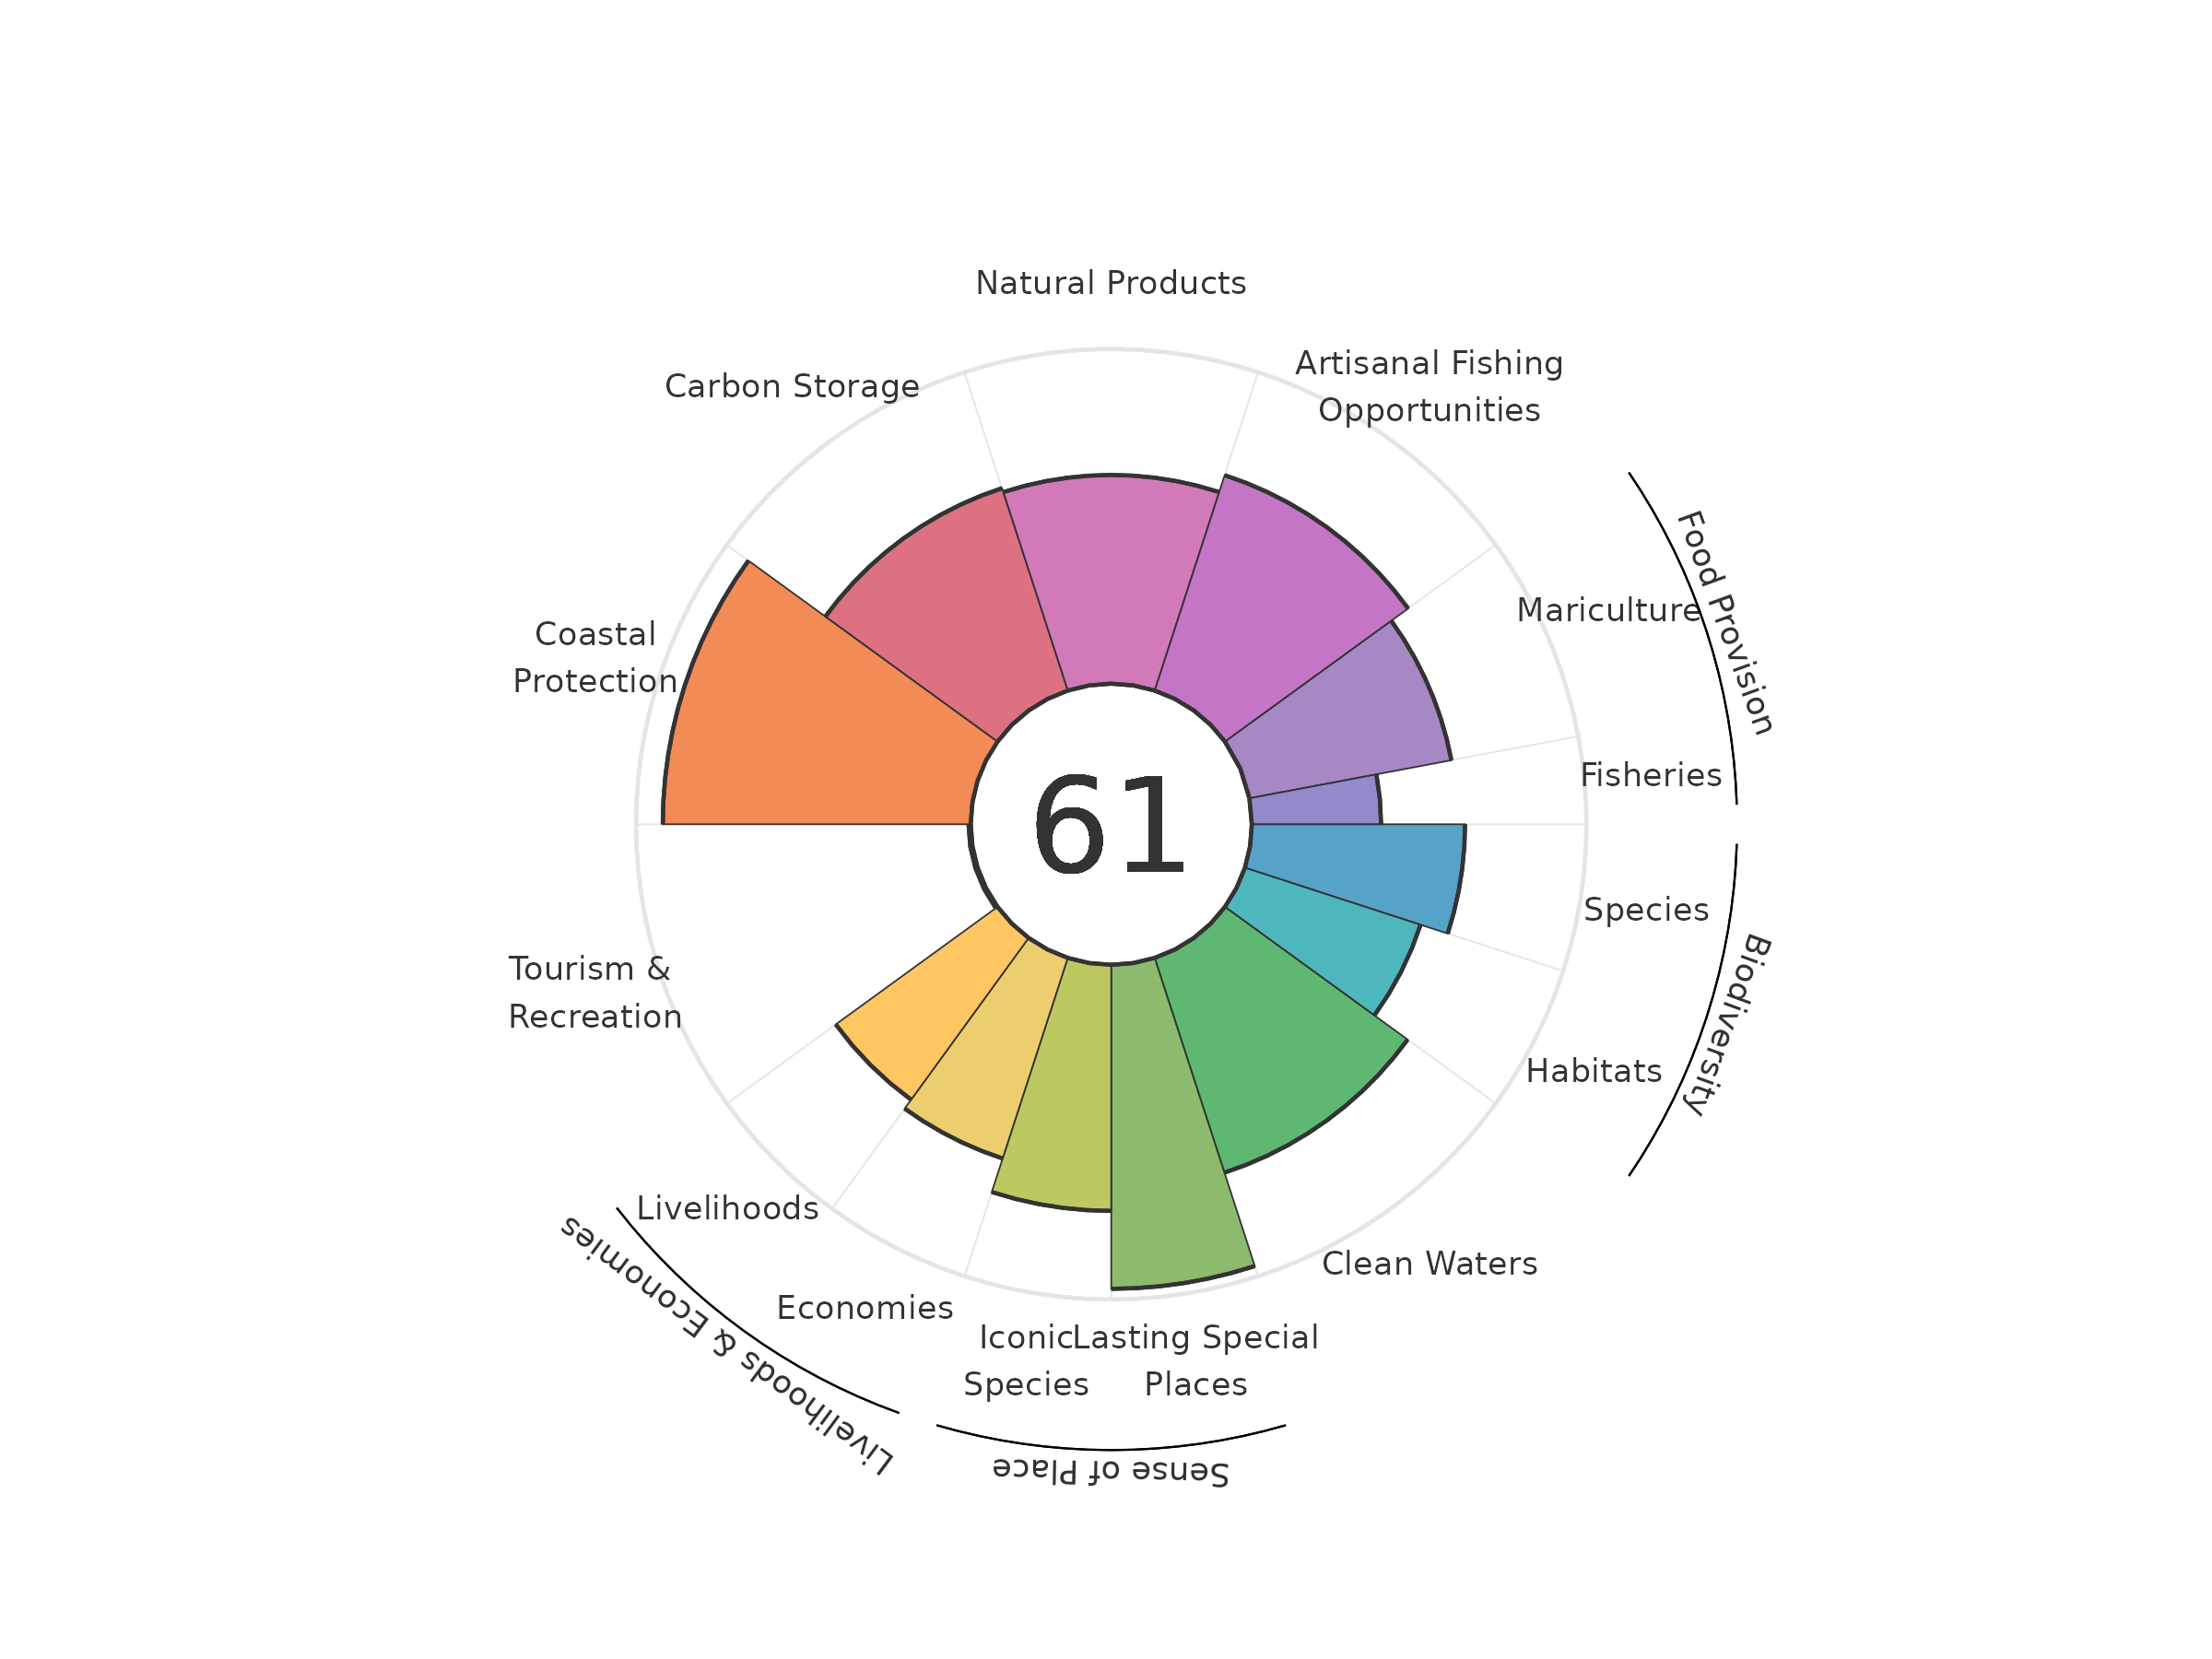 Natural Products
Artisanal Fishing
Opportunities
Carbon Storage
Food Provision
Mariculture
Coastal
Protection
Fisheries
61
Species
Biodiversity
Tourism &
Recreation
Habitats
Livelihoods
Clean Waters
Livelihoods & Economies
Economies
Iconic
Species
Lasting Special
Places
Sense of Place